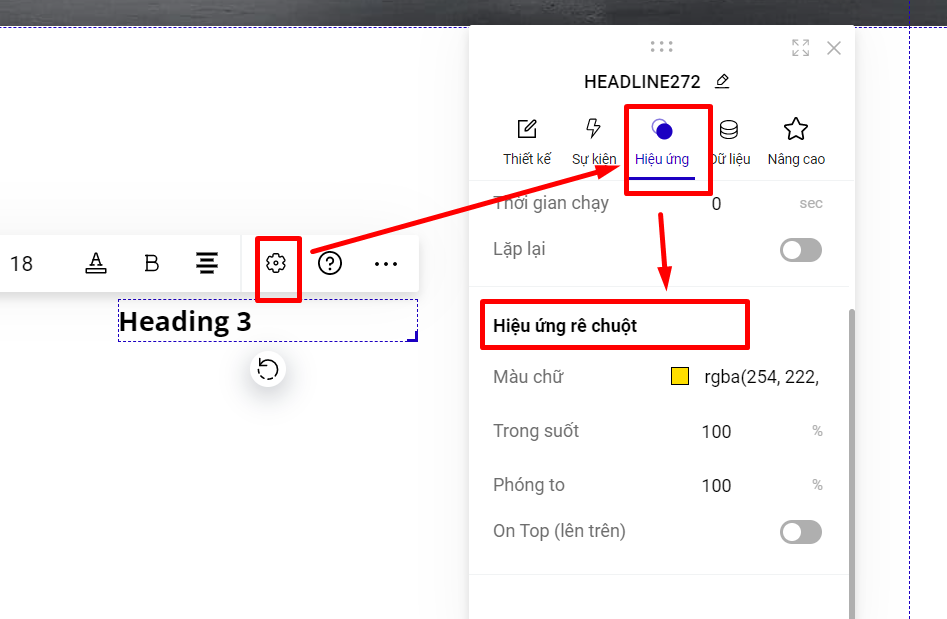 HEADLINE272
Thiết kế Sự kiện Hiệu ứng Dữ liệu Nâng cao
Thời gian chạy 0 sec
Lặp lại
18 A B ?
Heading 3
Hiệu ứng rê chuột
Màu chữ rgba(254, 222,
Trong suốt 100 %
Phóng to 100 %
On Top (lên trên)